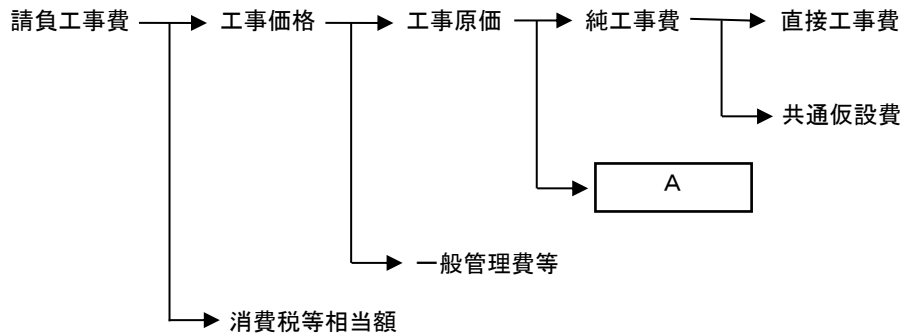 請負工事費 工事価格 工事原価 純工事費 直接工事費
共通仮設費
A
一般管理費等
消費税等相当額